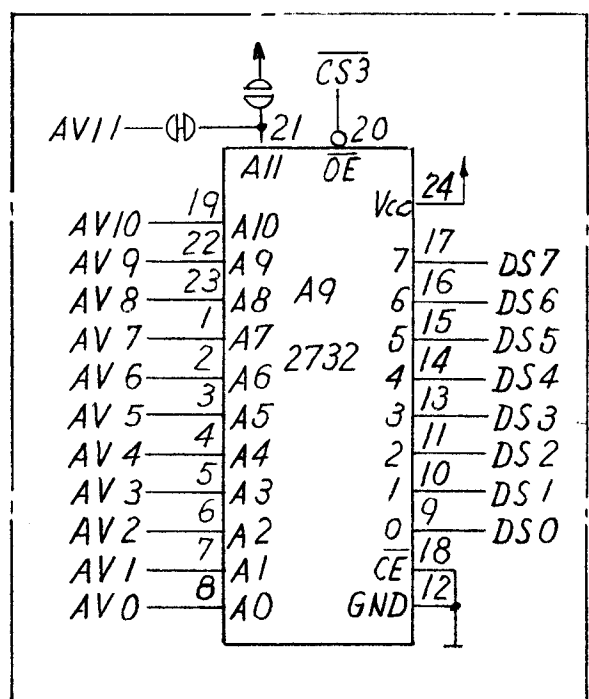 C̅S̅3̅
AV11 21 20
A11 O̅E̅
Vcc 24
AV10 19 A10
AV9 22 A9 7 17 DS7
AV8 23 A8 A9 6 16 DS6
AV7 1 A7 2732 5 15 DS5
AV6 2 A6 4 14 DS4
AV5 3 A5 3 13 DS3
AV4 4 A4 2 11 DS2
AV3 5 A3 1 10 DS1
AV2 6 A2 0 9 DS0
AV1 7 A1 C̅E̅ 18
AV0 8 A0 GND 12